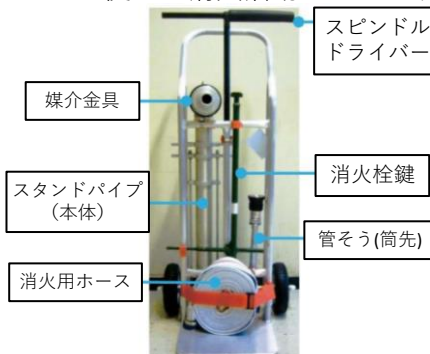 スピンドル
ドライバー
媒介金具
消火栓鍵
スタンドパイプ
(本体)
管そう(筒先)
消火用ホース